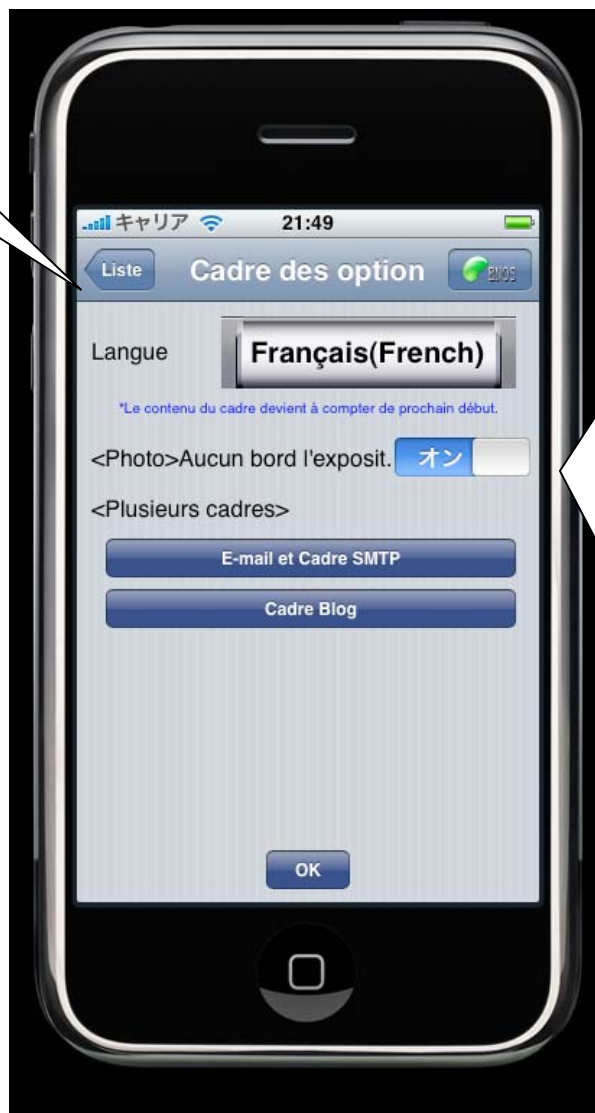 キャリア 21:49
Liste Cadre des option ENOS
Langue Français(French)
*Le contenu du cadre devient à compter de prochain début.
<Photo>Aucun bord l'exposit. オン
<Plusieurs cadres>
E-mail et Cadre SMTP
Cadre Blog
OK